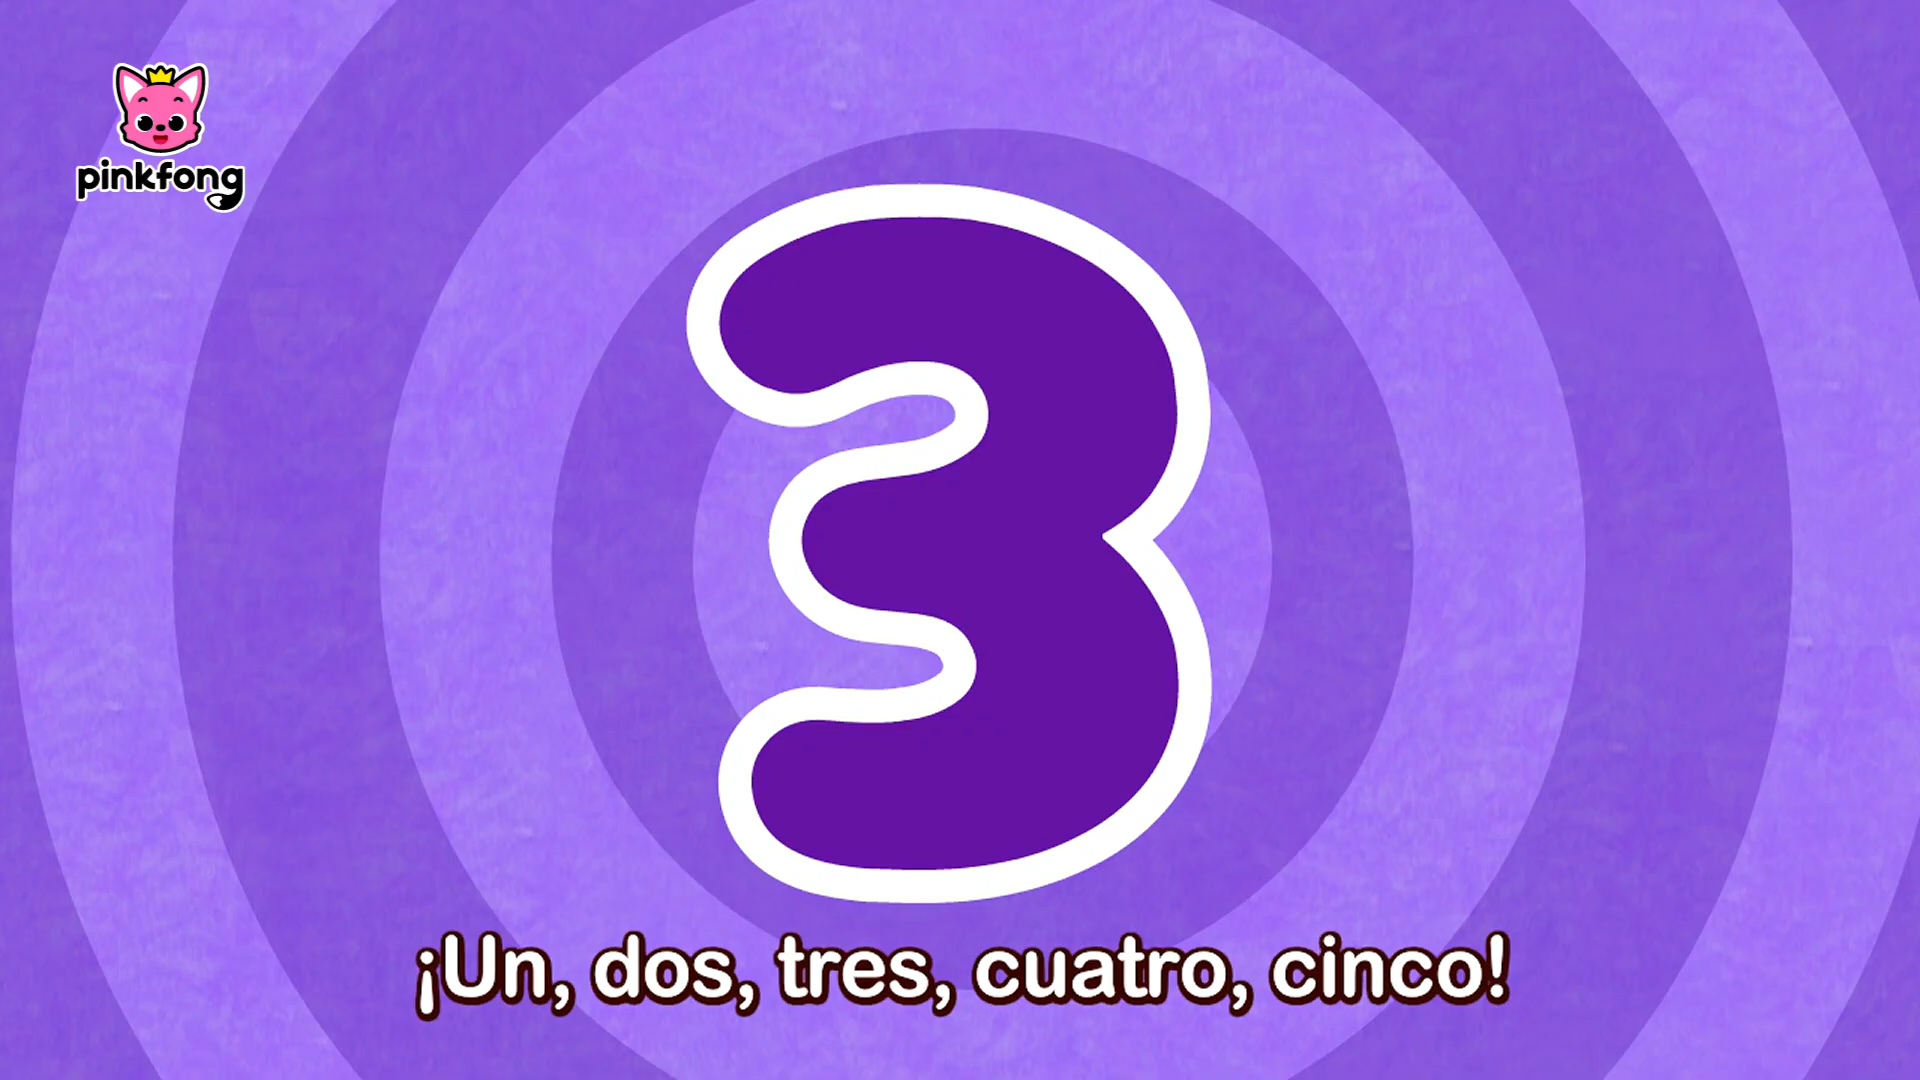 pinkfong
3
¡Un, dos, tres, cuatro, cinco!